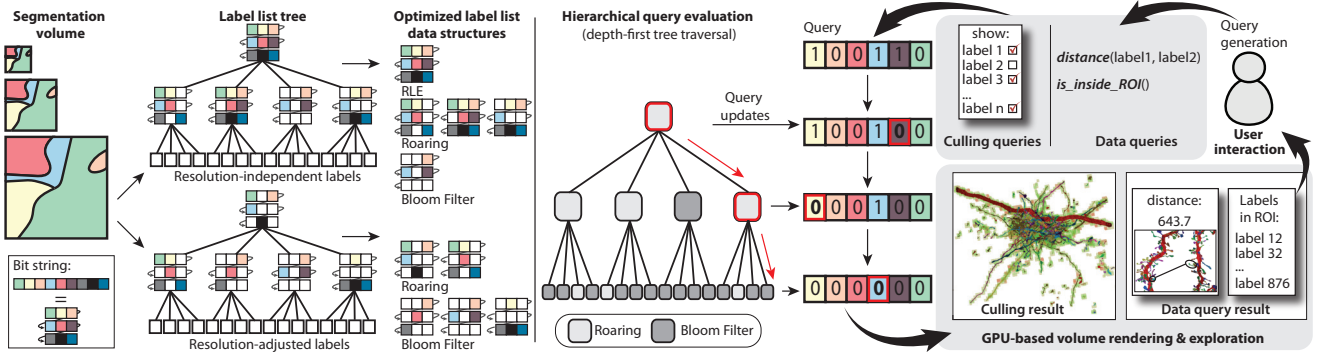 Segmentation
volume
Bit string:
=
Label list tree
Resolution-independent labels
Resolution-adjusted labels
Optimized label list
data structures
RLE
Roaring
Bloom Filter
Roaring
Bloom Filter
Hierarchical query evaluation
(depth-first tree traversal)
Query
updates
Roaring
Bloom Filter
Query
1 0 0 1 1 0
1 0 0 1 0 0
0 0 0 1 0 0
0 0 0 0 0 0
show:
label 1
label 2
label 3
...
label n
Culling queries
distance(label1, label2)
is_inside_ROI()
Data queries
Query
generation
User
interaction
Culling result
distance:
643.7
Labels
in ROI:
label 12
label 32
...
label 876
Data query result
GPU-based volume rendering & exploration